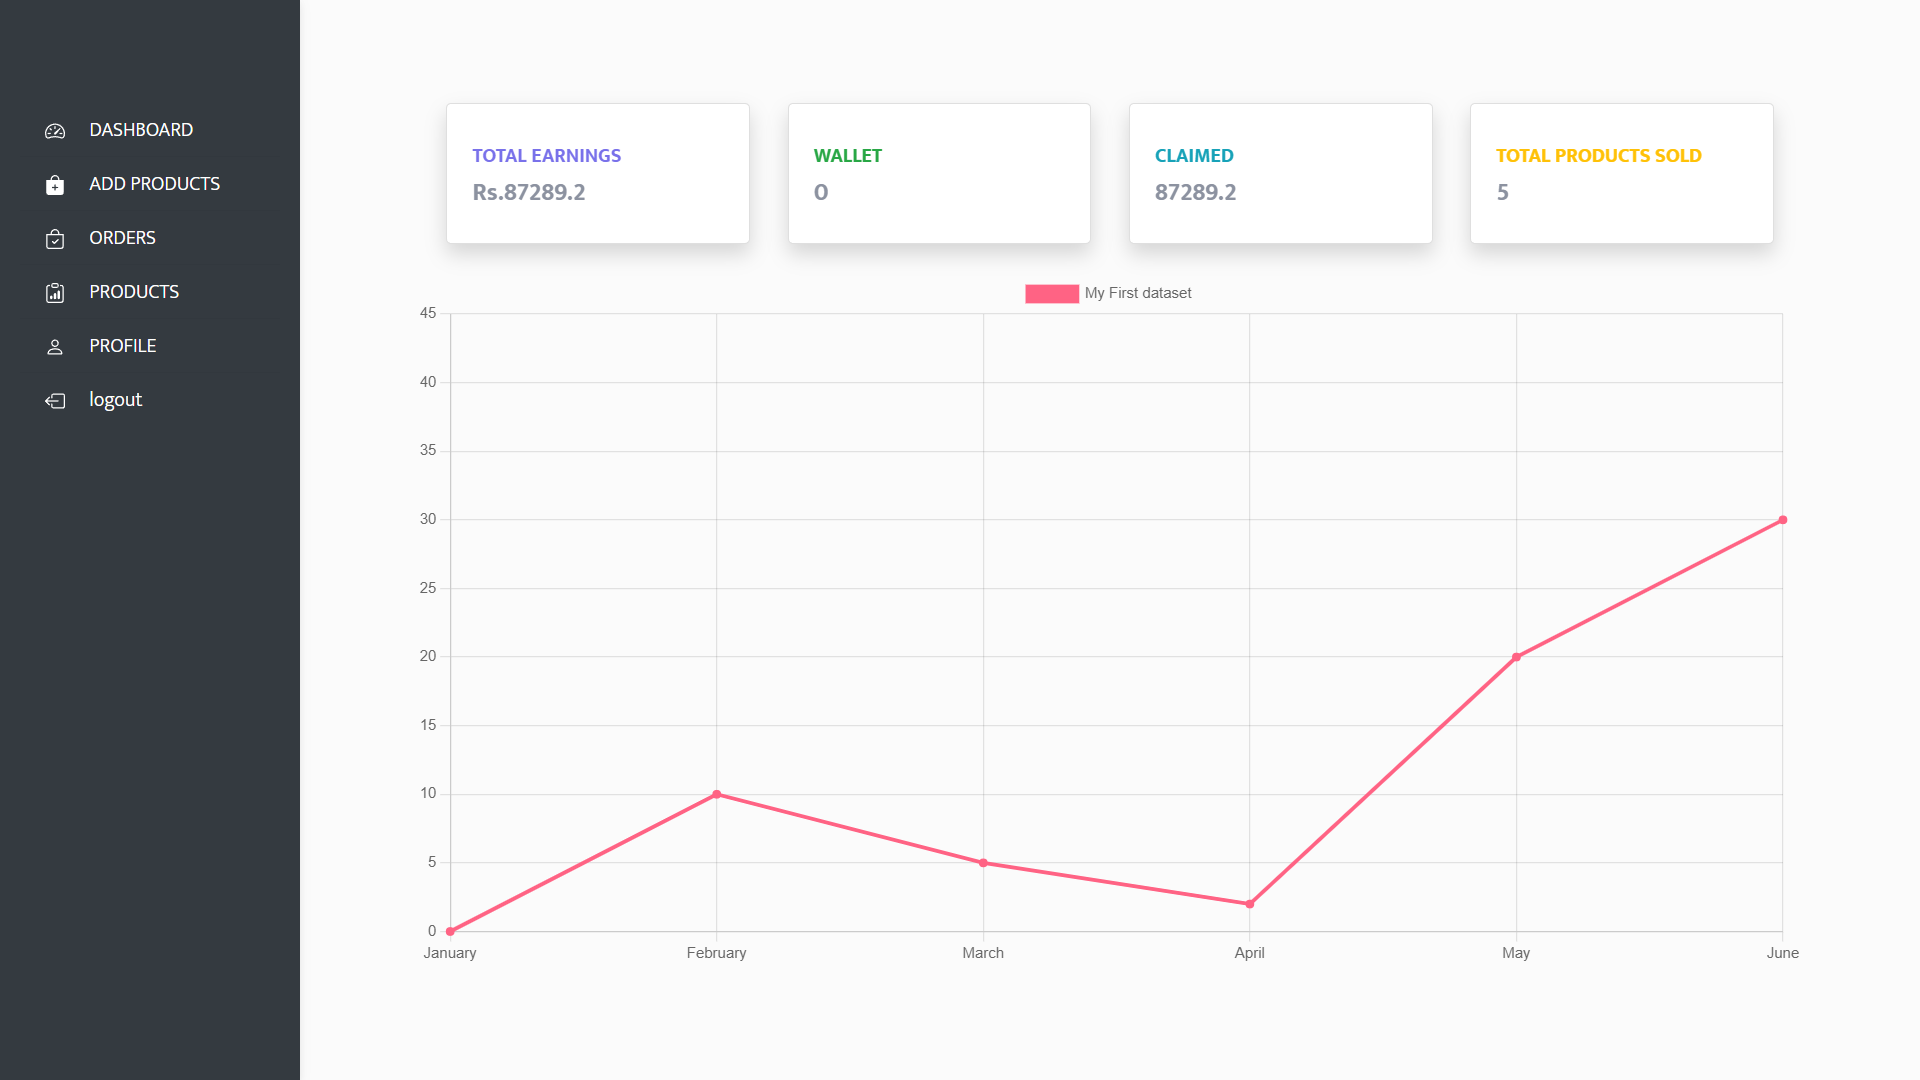 DASHBOARD
ADD PRODUCTS
ORDERS
PRODUCTS
PROFILE
logout
TOTAL EARNINGS
Rs.87289.2
WALLET
0
CLAIMED
87289.2
TOTAL PRODUCTS SOLD
5
My First dataset
45
40
35
30
25
20
15
10
5
0
January February March April May June